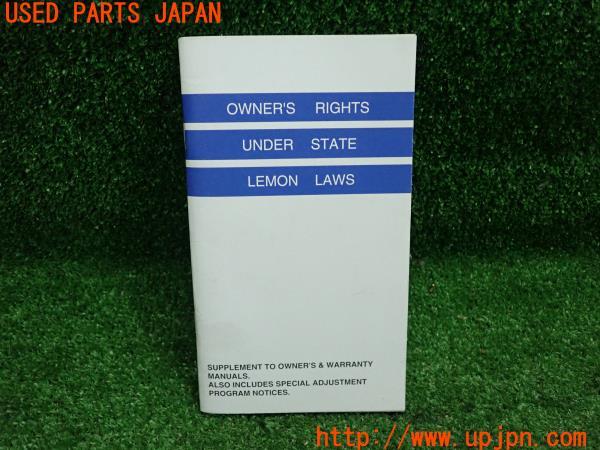 USED PARTS JAPAN
OWNER'S RIGHTS
UNDER STATE
LEMON LAWS
SUPPLEMENT TO OWNER'S & WARRANTY
MANUALS.
ALSO INCLUDES SPECIAL ADJUSTMENT
PROGRAM NOTICES.
http://www.upjpn.com/